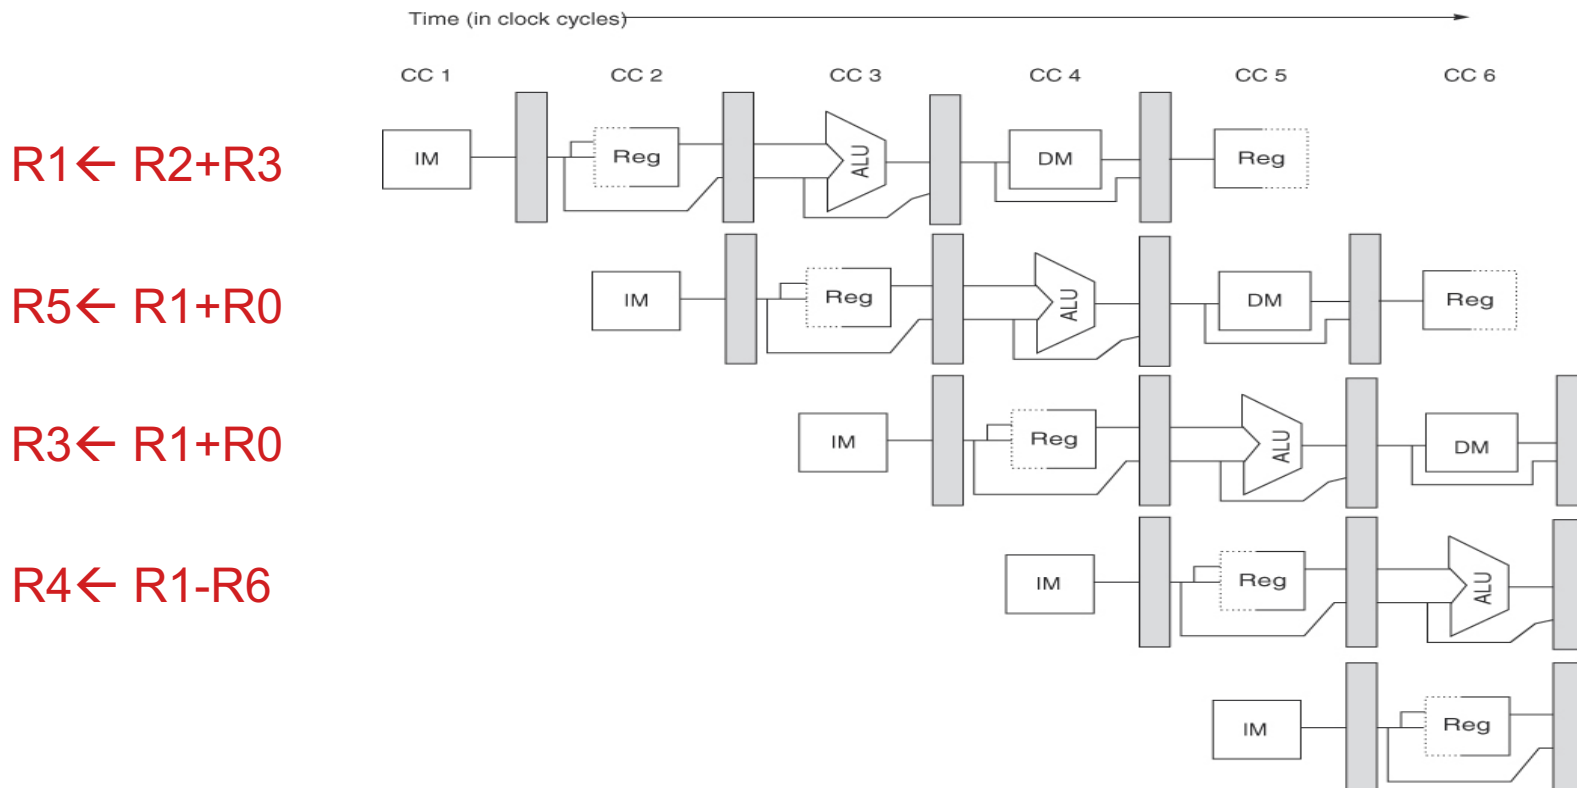 Time (in clock cycles)
CC 1 CC 2 CC 3 CC 4 CC 5 CC 6
R1← R2+R3 IM Reg ALU DM Reg
R5← R1+R0 IM Reg ALU DM Reg
R3← R1+R0 IM Reg ALU DM
R4← R1-R6 IM Reg ALU
IM Reg